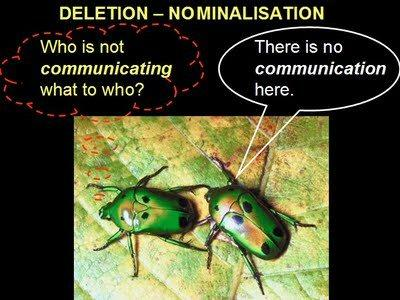 DELETION – NOMINALISATION
Who is not
communicating
what to who?
There is no
communication
here.